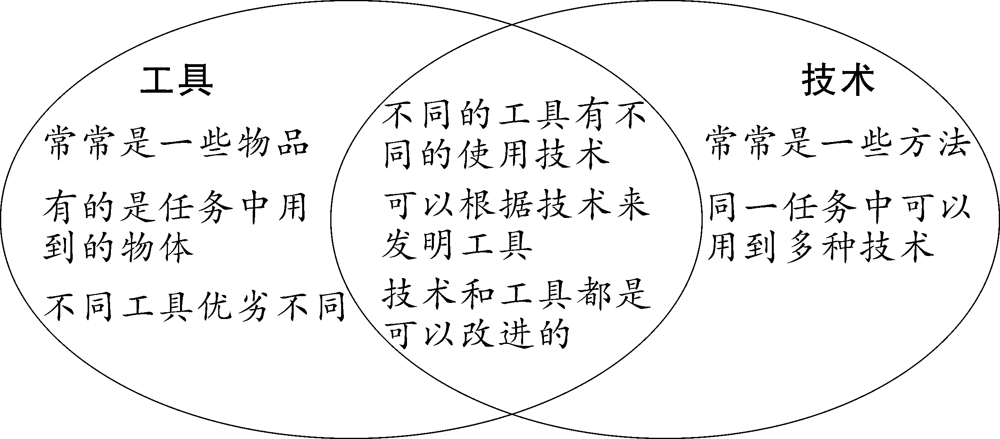 工具
常常是一些物品
有的是任务中用
到的物体
不同工具优劣不同
不同的工具有不
同的使用技术
可以根据技术来
发明工具
技术和工具都是
可以改进的
技术
常常是一些方法
同一任务中可以
用到多种技术